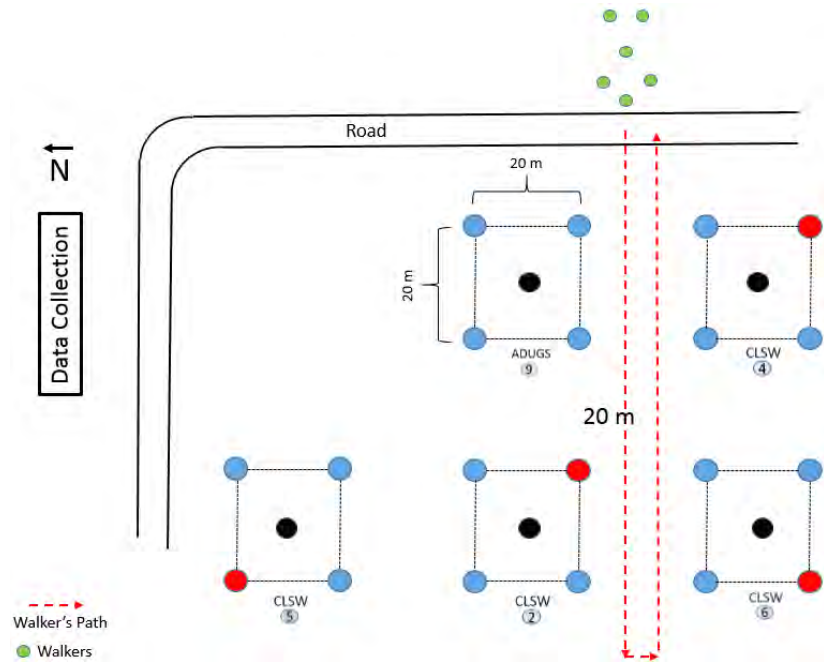 Road
N
Data Collection
20 m
20 m
ADUGS
9
CLSW
4
20 m
CLSW
5
CLSW
2
CLSW
6
Walker's Path
Walkers